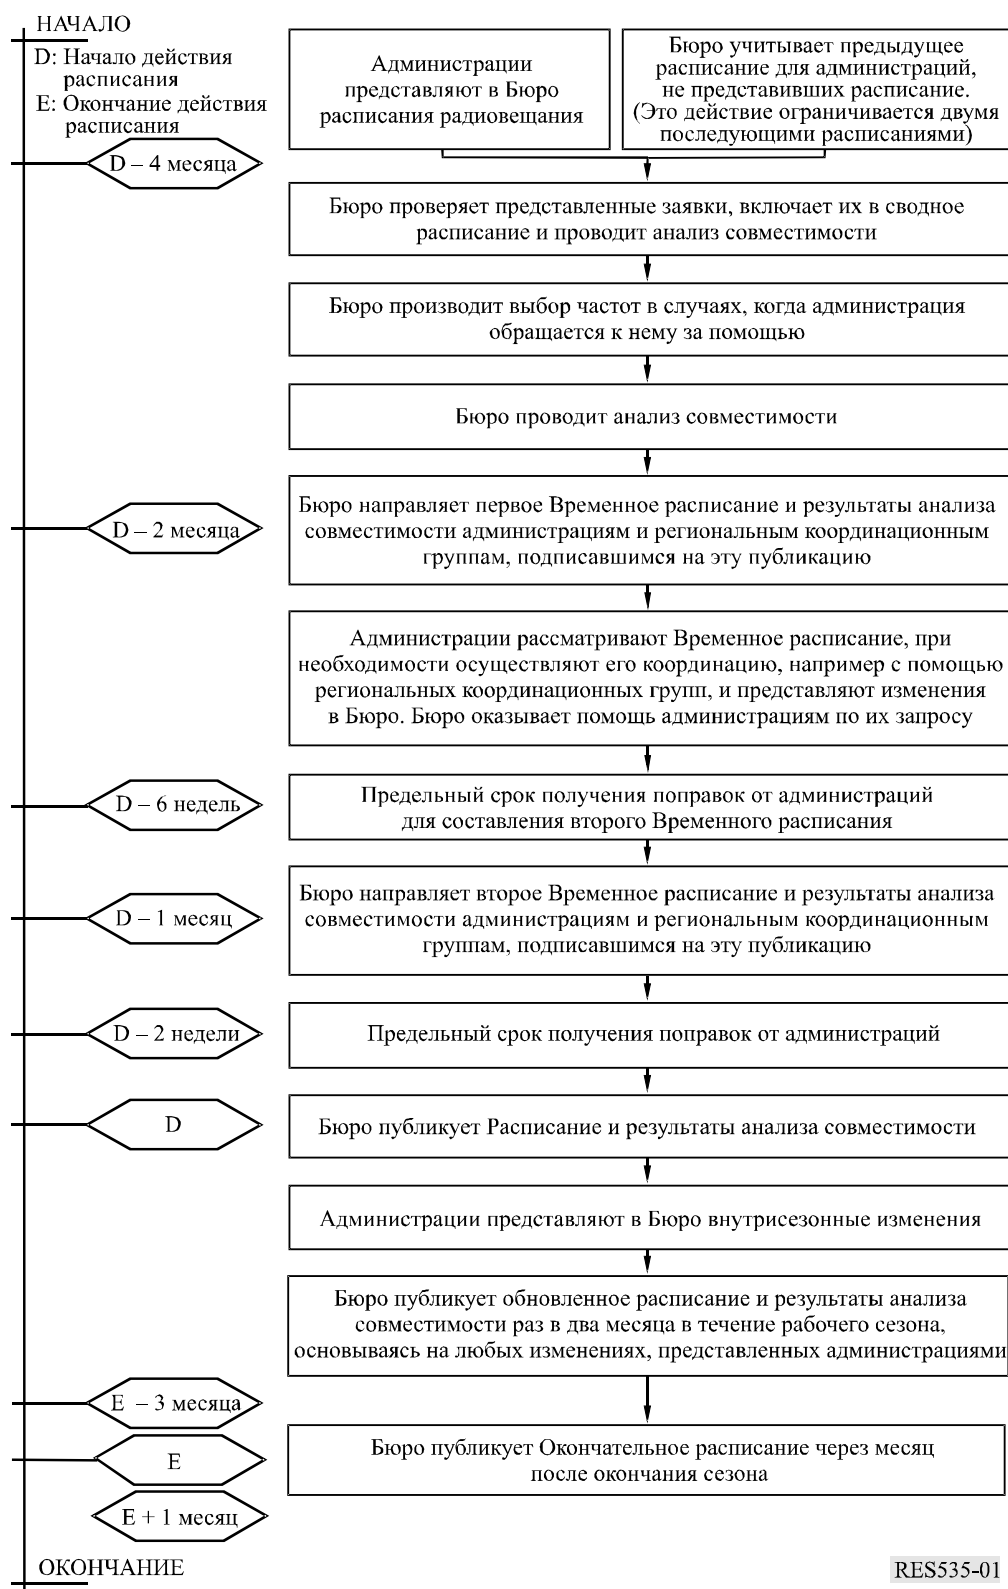 НАЧАЛО
D: Начало действия
расписания
E: Окончание действия
расписания
Администрации
представляют в Бюро
расписания радиовещания
Бюро учитывает предыдущее
расписание для администраций,
не представивших расписание.
(Это действие ограничивается двумя
последующими расписаниями)
D – 4 месяца
Бюро проверяет представленные заявки, включает их в сводное
расписание и проводит анализ совместимости
Бюро производит выбор частот в случаях, когда администрация
обращается к нему за помощью
Бюро проводит анализ совместимости
D – 2 месяца
Бюро направляет первое Временное расписание и результаты анализа
совместимости администрациям и региональным координационным
группам, подписавшимся на эту публикацию
Администрации рассматривают Временное расписание, при
необходимости осуществляют его координацию, например с помощью
региональных координационных групп, и представляют изменения
в Бюро. Бюро оказывает помощь администрациям по их запросу
D – 6 недель
Предельный срок получения поправок от администраций
для составления второго Временного расписания
D – 1 месяц
Бюро направляет второе Временное расписание и результаты анализа
совместимости администрациям и региональным координационным
группам, подписавшимся на эту публикацию
D – 2 недели
Предельный срок получения поправок от администраций
D
Бюро публикует Расписание и результаты анализа совместимости
Администрации представляют в Бюро внутрисезонные изменения
Бюро публикует обновленное расписание и результаты анализа
совместимости раз в два месяца в течение рабочего сезона,
основываясь на любых изменениях, представленных администрациями
E – 3 месяца
E
Бюро публикует Окончательное расписание через месяц
после окончания сезона
E + 1 месяц
ОКОНЧАНИЕ
RES535-01